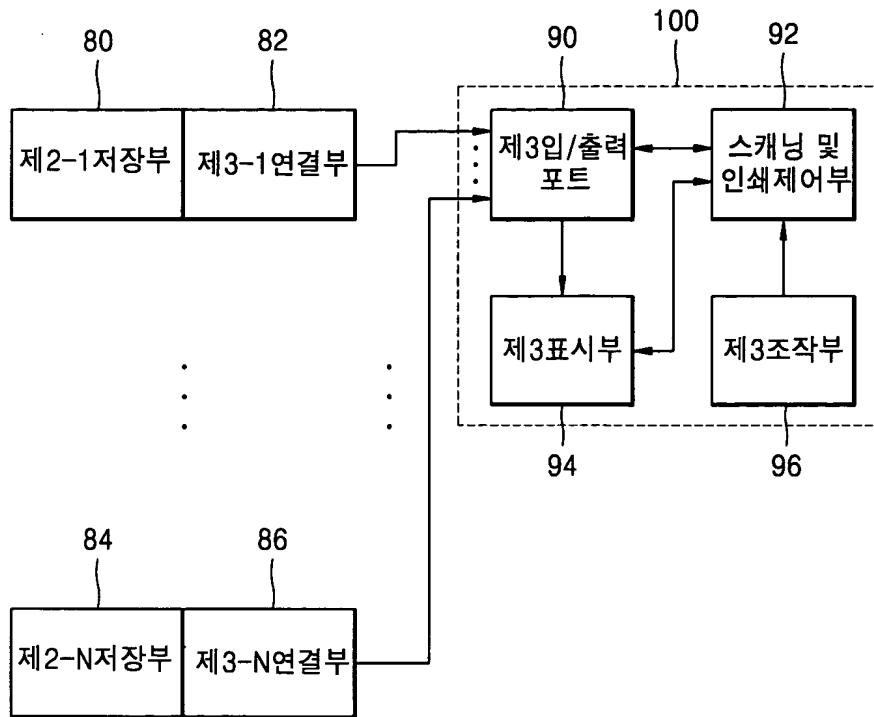 100
80
82
90
92
제2-1저장부
제3-1연결부
제3입/출력
포트
스캐닝 및
인쇄제어부
제3표시부
제3조작부
94
96
84
86
제2-N저장부
제3-N연결부